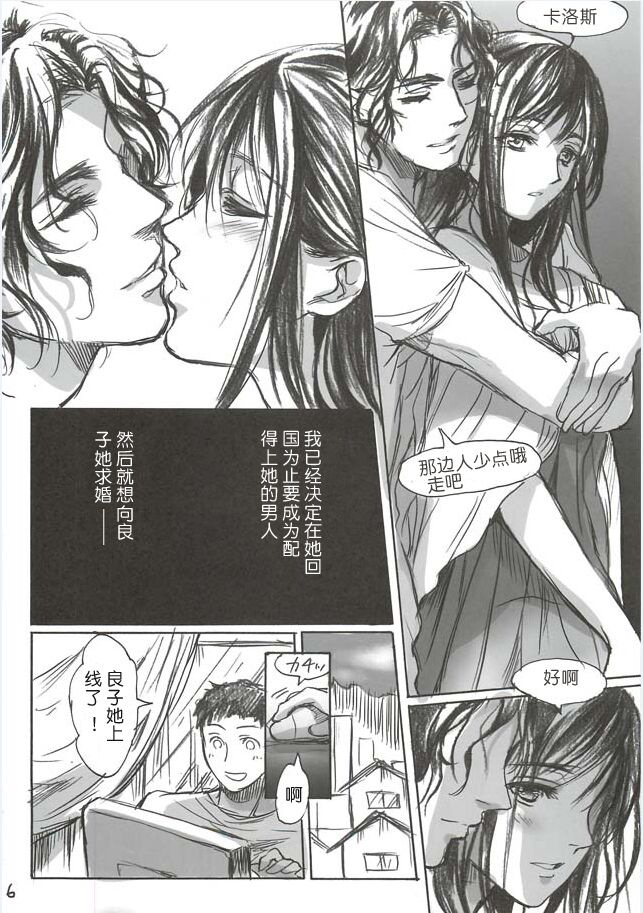 卡洛斯
那边人少点哦
走吧
好啊
我已经决定在她回
国为止要成为配
得上她的男人
然后就想向良
子她求婚——
カチッ
啊
良子她上
线了！
6